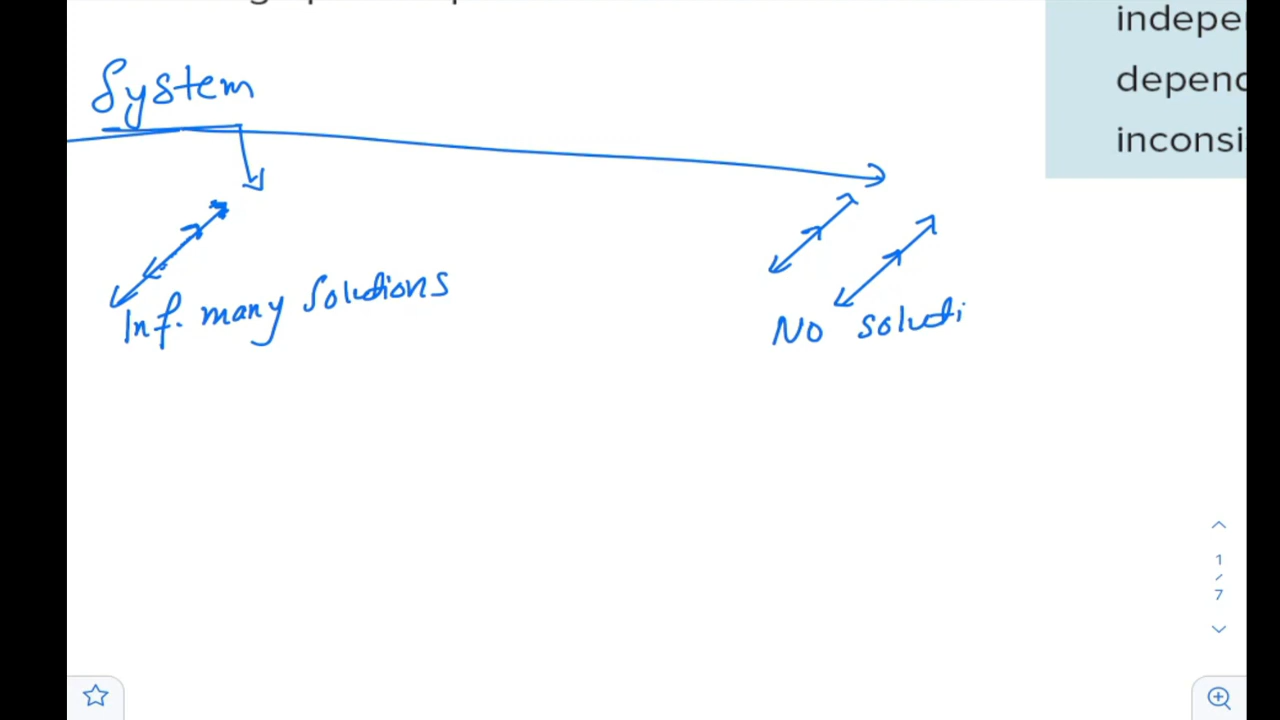 indepe
depend
inconsi
System
Inf. many Solutions
No soluti
1
/
7